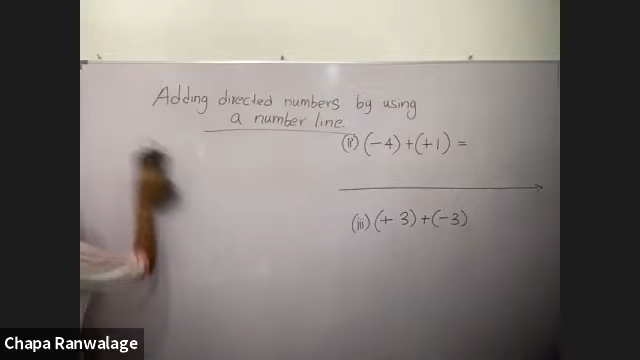 Adding directed numbers by using
a number line.
(ii) (-4)+(+1) =
(iii) (+ 3)+(-3)
Chapa Ranwalage